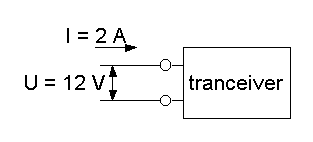 I = 2 A
U = 12 V
tranceiver